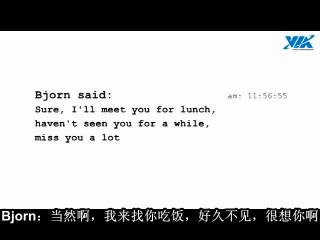 VIX
Bjorn said:
am: 11:56:55
Sure, I'll meet you for lunch,
haven't seen you for a while,
miss you a lot
Bjorn：当然啊，我来找你吃饭，好久不见，很想你啊